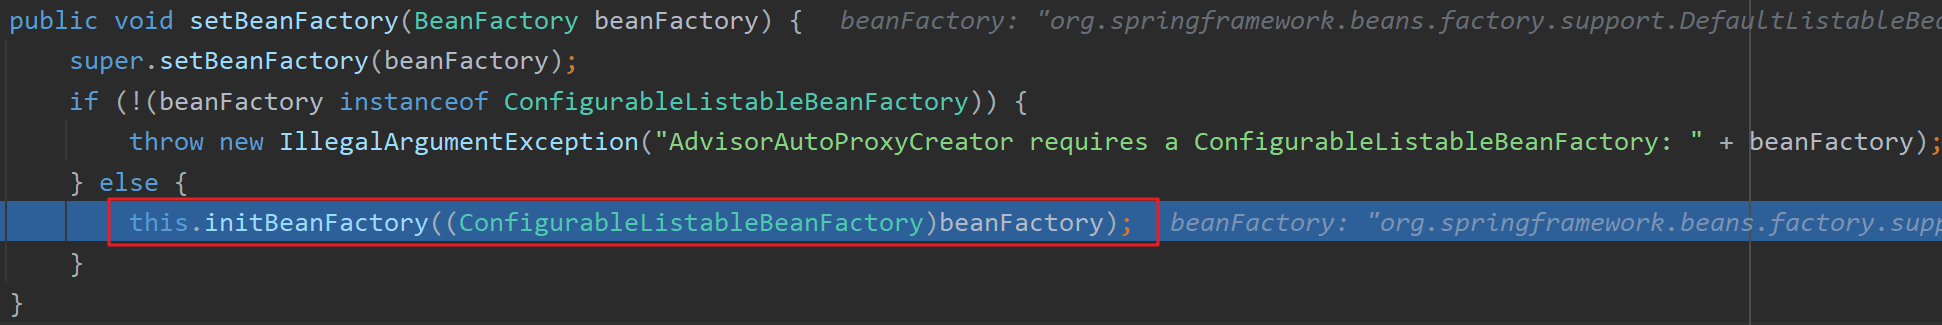 public void setBeanFactory(BeanFactory beanFactory) {  beanFactory: "org.springframework.beans.factory.support.DefaultListableBea
    super.setBeanFactory(beanFactory);
    if (!(beanFactory instanceof ConfigurableListableBeanFactory)) {
        throw new IllegalArgumentException("AdvisorAutoProxyCreator requires a ConfigurableListableBeanFactory: " + beanFactory);
    } else {
        this.initBeanFactory((ConfigurableListableBeanFactory)beanFactory);  beanFactory: "org.springframework.beans.factory.supp
    }
}